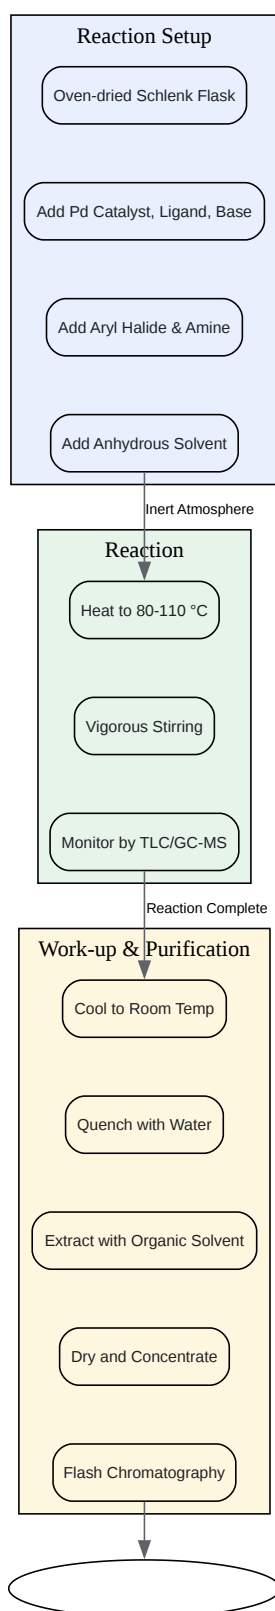 Reaction Setup
Oven-dried Schlenk Flask
Add Pd Catalyst, Ligand, Base
Add Aryl Halide & Amine
Add Anhydrous Solvent
Inert Atmosphere
Reaction
Heat to 80-110 °C
Vigorous Stirring
Monitor by TLC/GC-MS
Reaction Complete
Work-up & Purification
Cool to Room Temp
Quench with Water
Extract with Organic Solvent
Dry and Concentrate
Flash Chromatography